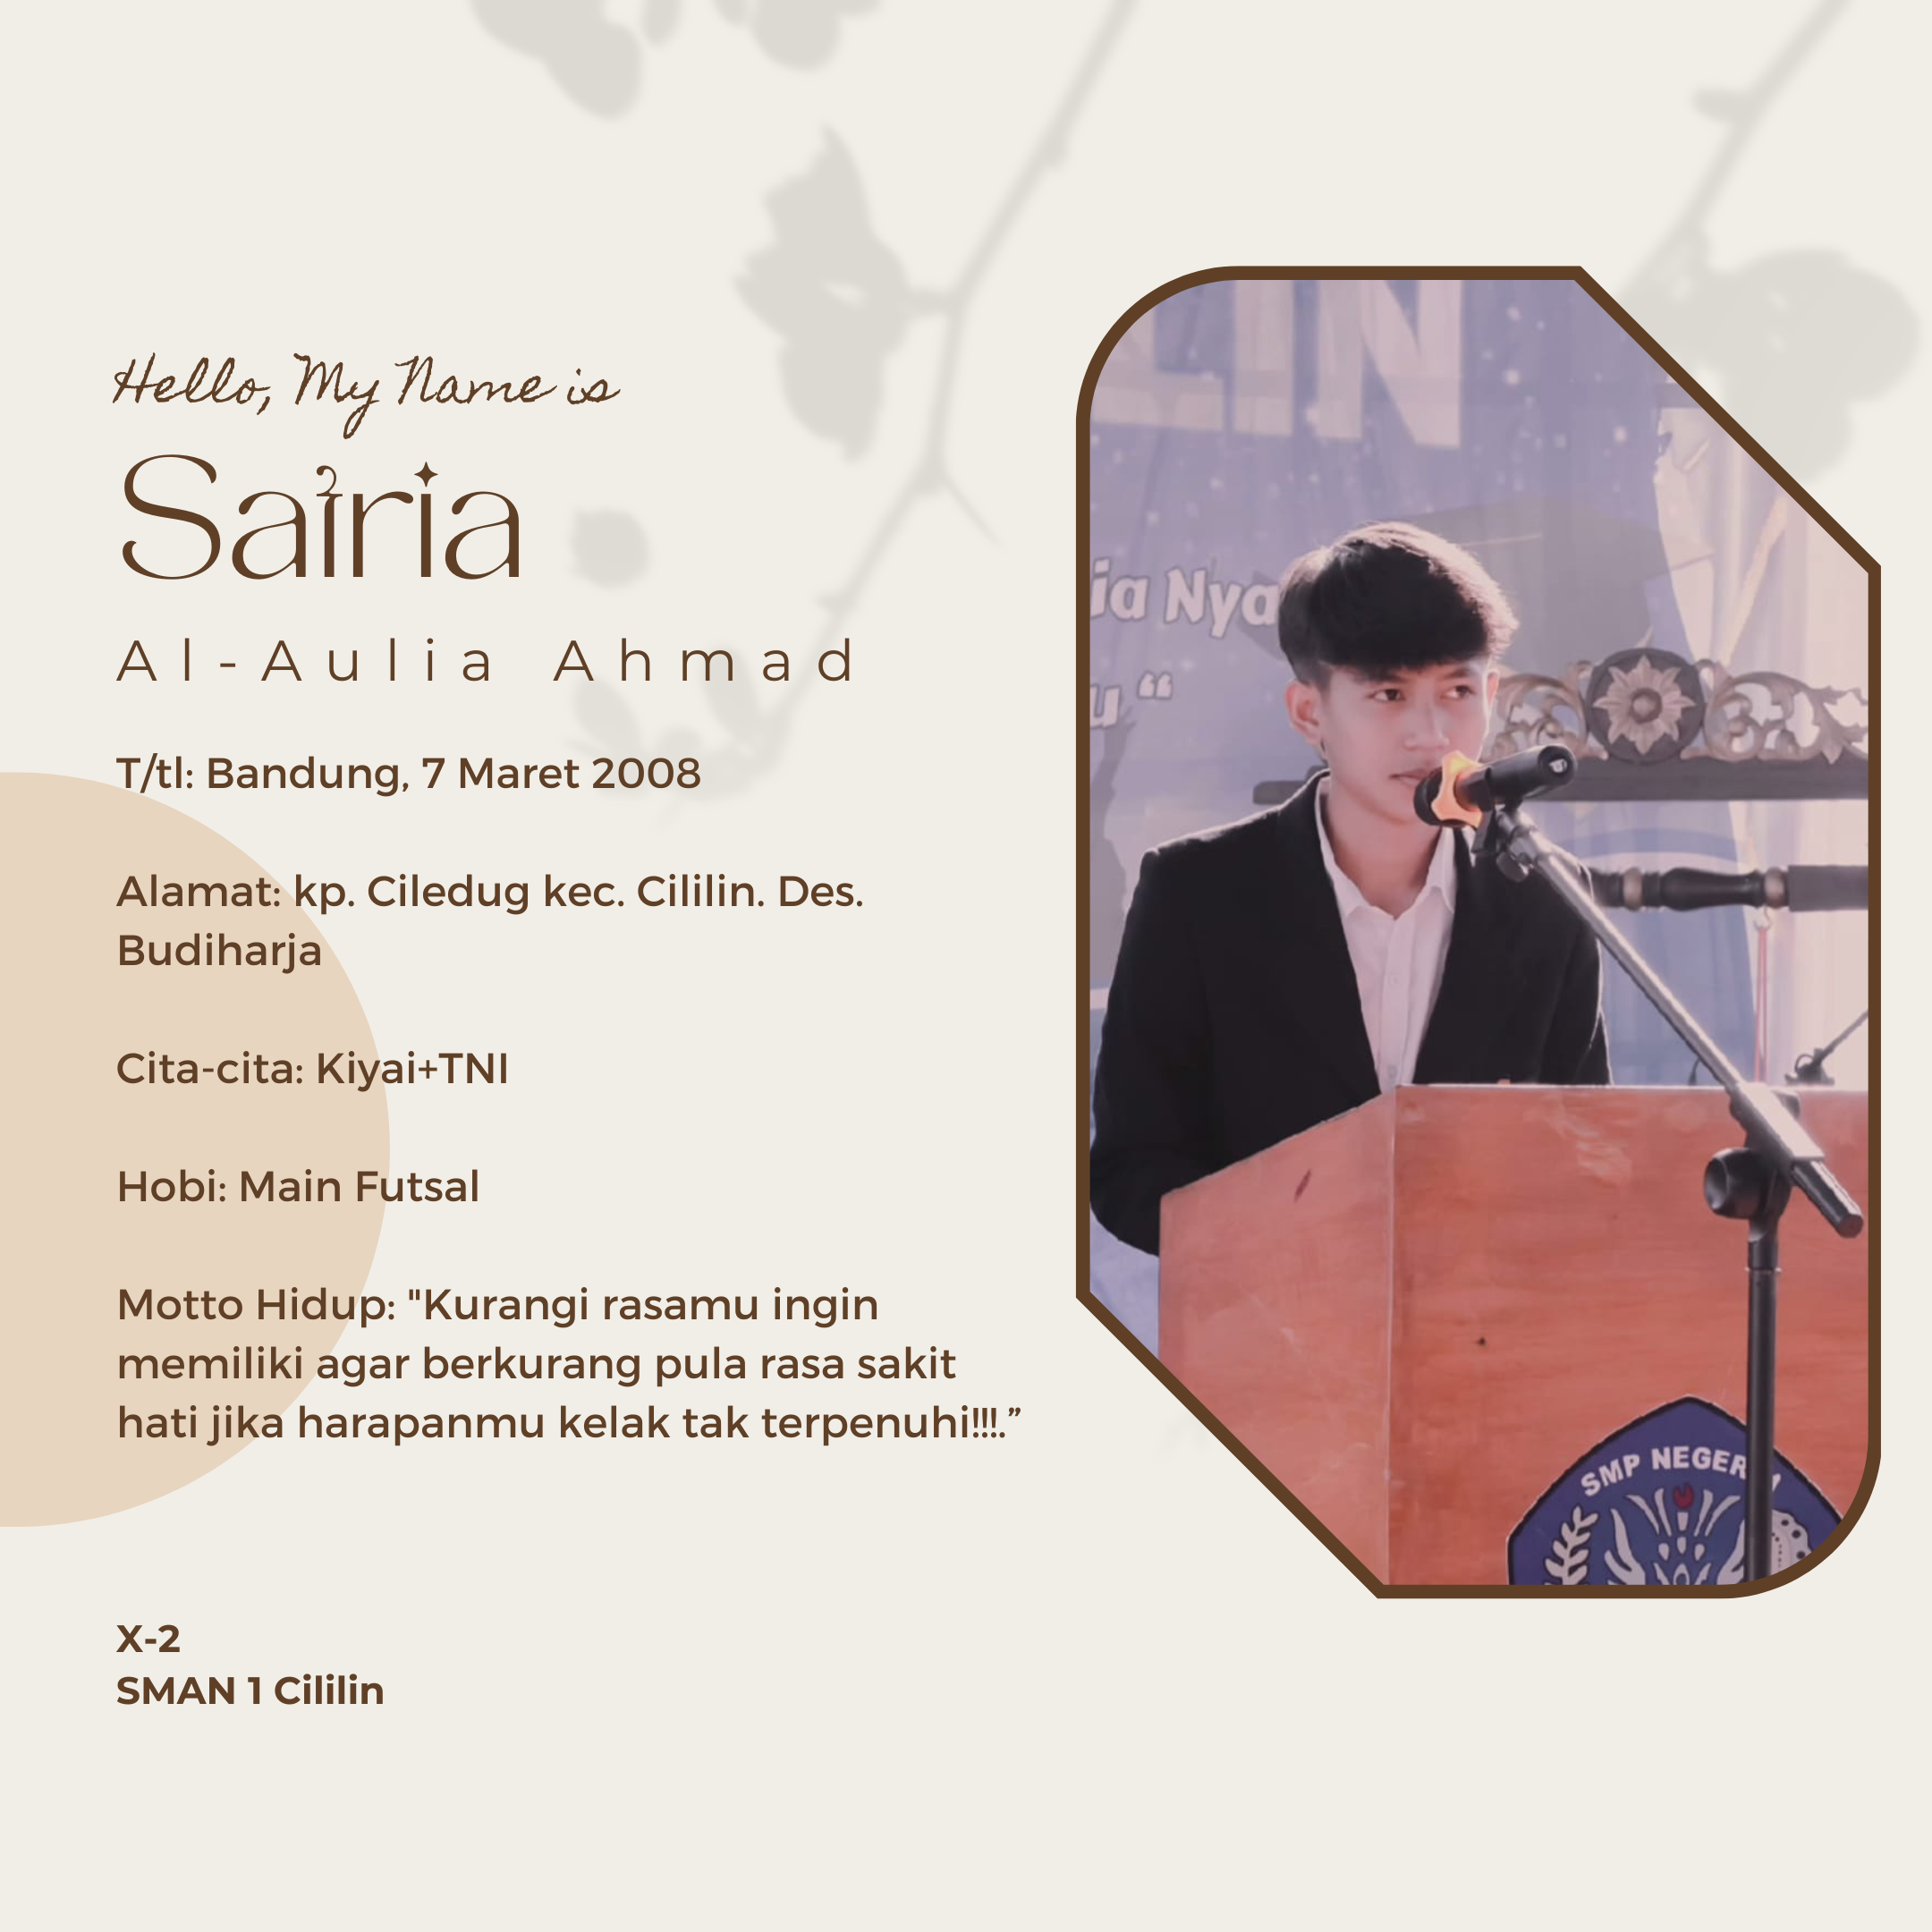 Hello, My Name is
Satria
Al-Aulia Ahmad
T/tl: Bandung, 7 Maret 2008
Alamat: kp. Ciledug kec. Cililin. Des.
Budiharja
Cita-cita: Kiyai+TNI
Hobi: Main Futsal
Motto Hidup: "Kurangi rasamu ingin
memiliki agar berkurang pula rasa sakit
hati jika harapanmu kelak tak terpenuhi!!!.”
X-2
SMAN 1 Cililin
LIN
ia Nya
u “
SMP NEGER